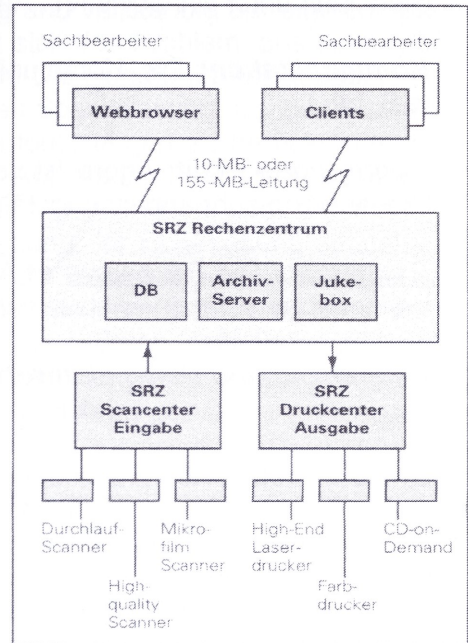 Sachbearbeiter
Sachbearbeiter
Webbrowser
Clients
10-MB- oder
155-MB-Leitung
SRZ Rechenzentrum
DB
Archiv-
Server
Juke-
box
SRZ
Scancenter
Eingabe
SRZ
Druckcenter
Ausgabe
Durchlauf-
Scanner
Mikro-
film
Scanner
High-End
Laser-
drucker
CD-on-
Demand
High-
quality
Scanner
Farb-
drucker